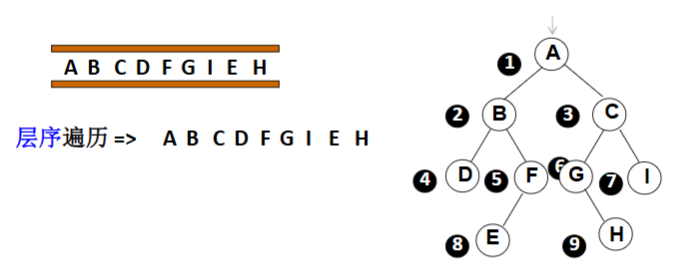 A B C D F G I E H
层序遍历 => A B C D F G I E H
A
1
B
2
C
3
D
4
F
5
G
6
I
7
E
8
H
9